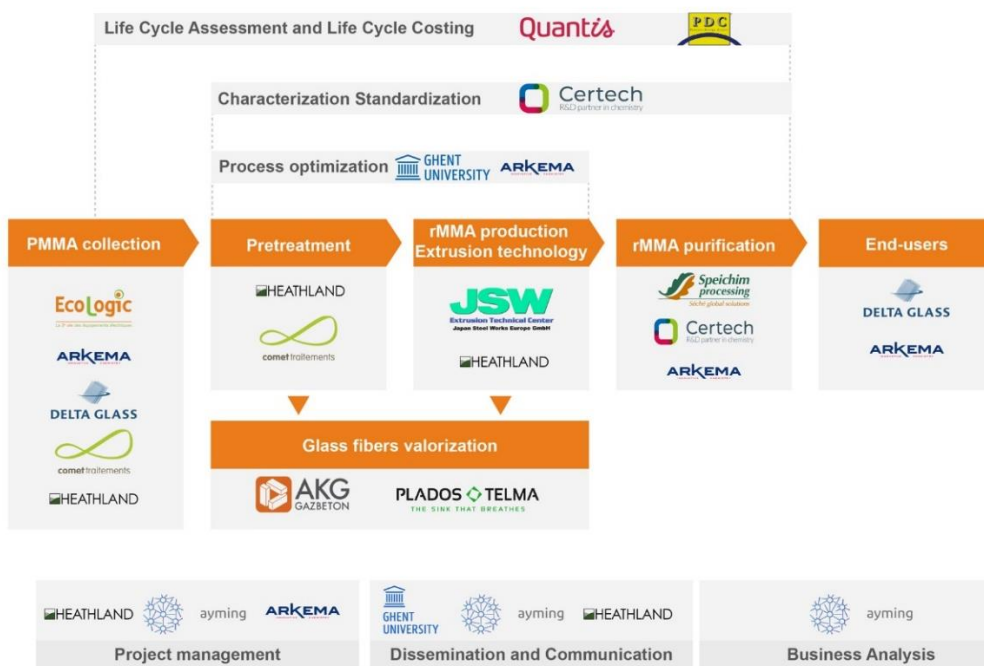 Life Cycle Assessment and Life Cycle Costing
Quantis
PDC
Characterization Standardization
Certech
R&D partner in chemistry
Process optimization
GHENT
UNIVERSITY
ARKEMA
PMMA collection
Pretreatment
rMMA production
Extrusion technology
rMMA purification
End-users
EcoLogic
ARKEMA
DELTA GLASS
comet traitements
HEATHLAND
HEATHLAND
comet traitements
JSW
Extrusion Technical Center
Japan Steel Works Europe GmbH
HEATHLAND
Speichim
processing
Séché global solutions
Certech
R&D partner in chemistry
ARKEMA
DELTA GLASS
ARKEMA
Glass fibers valorization
AKG
GAZBETON
PLADOS TELMA
THE SINK THAT BREATHES
HEATHLAND
ayming
ARKEMA
Project management
GHENT
UNIVERSITY
ayming
HEATHLAND
Dissemination and Communication
ayming
Business Analysis